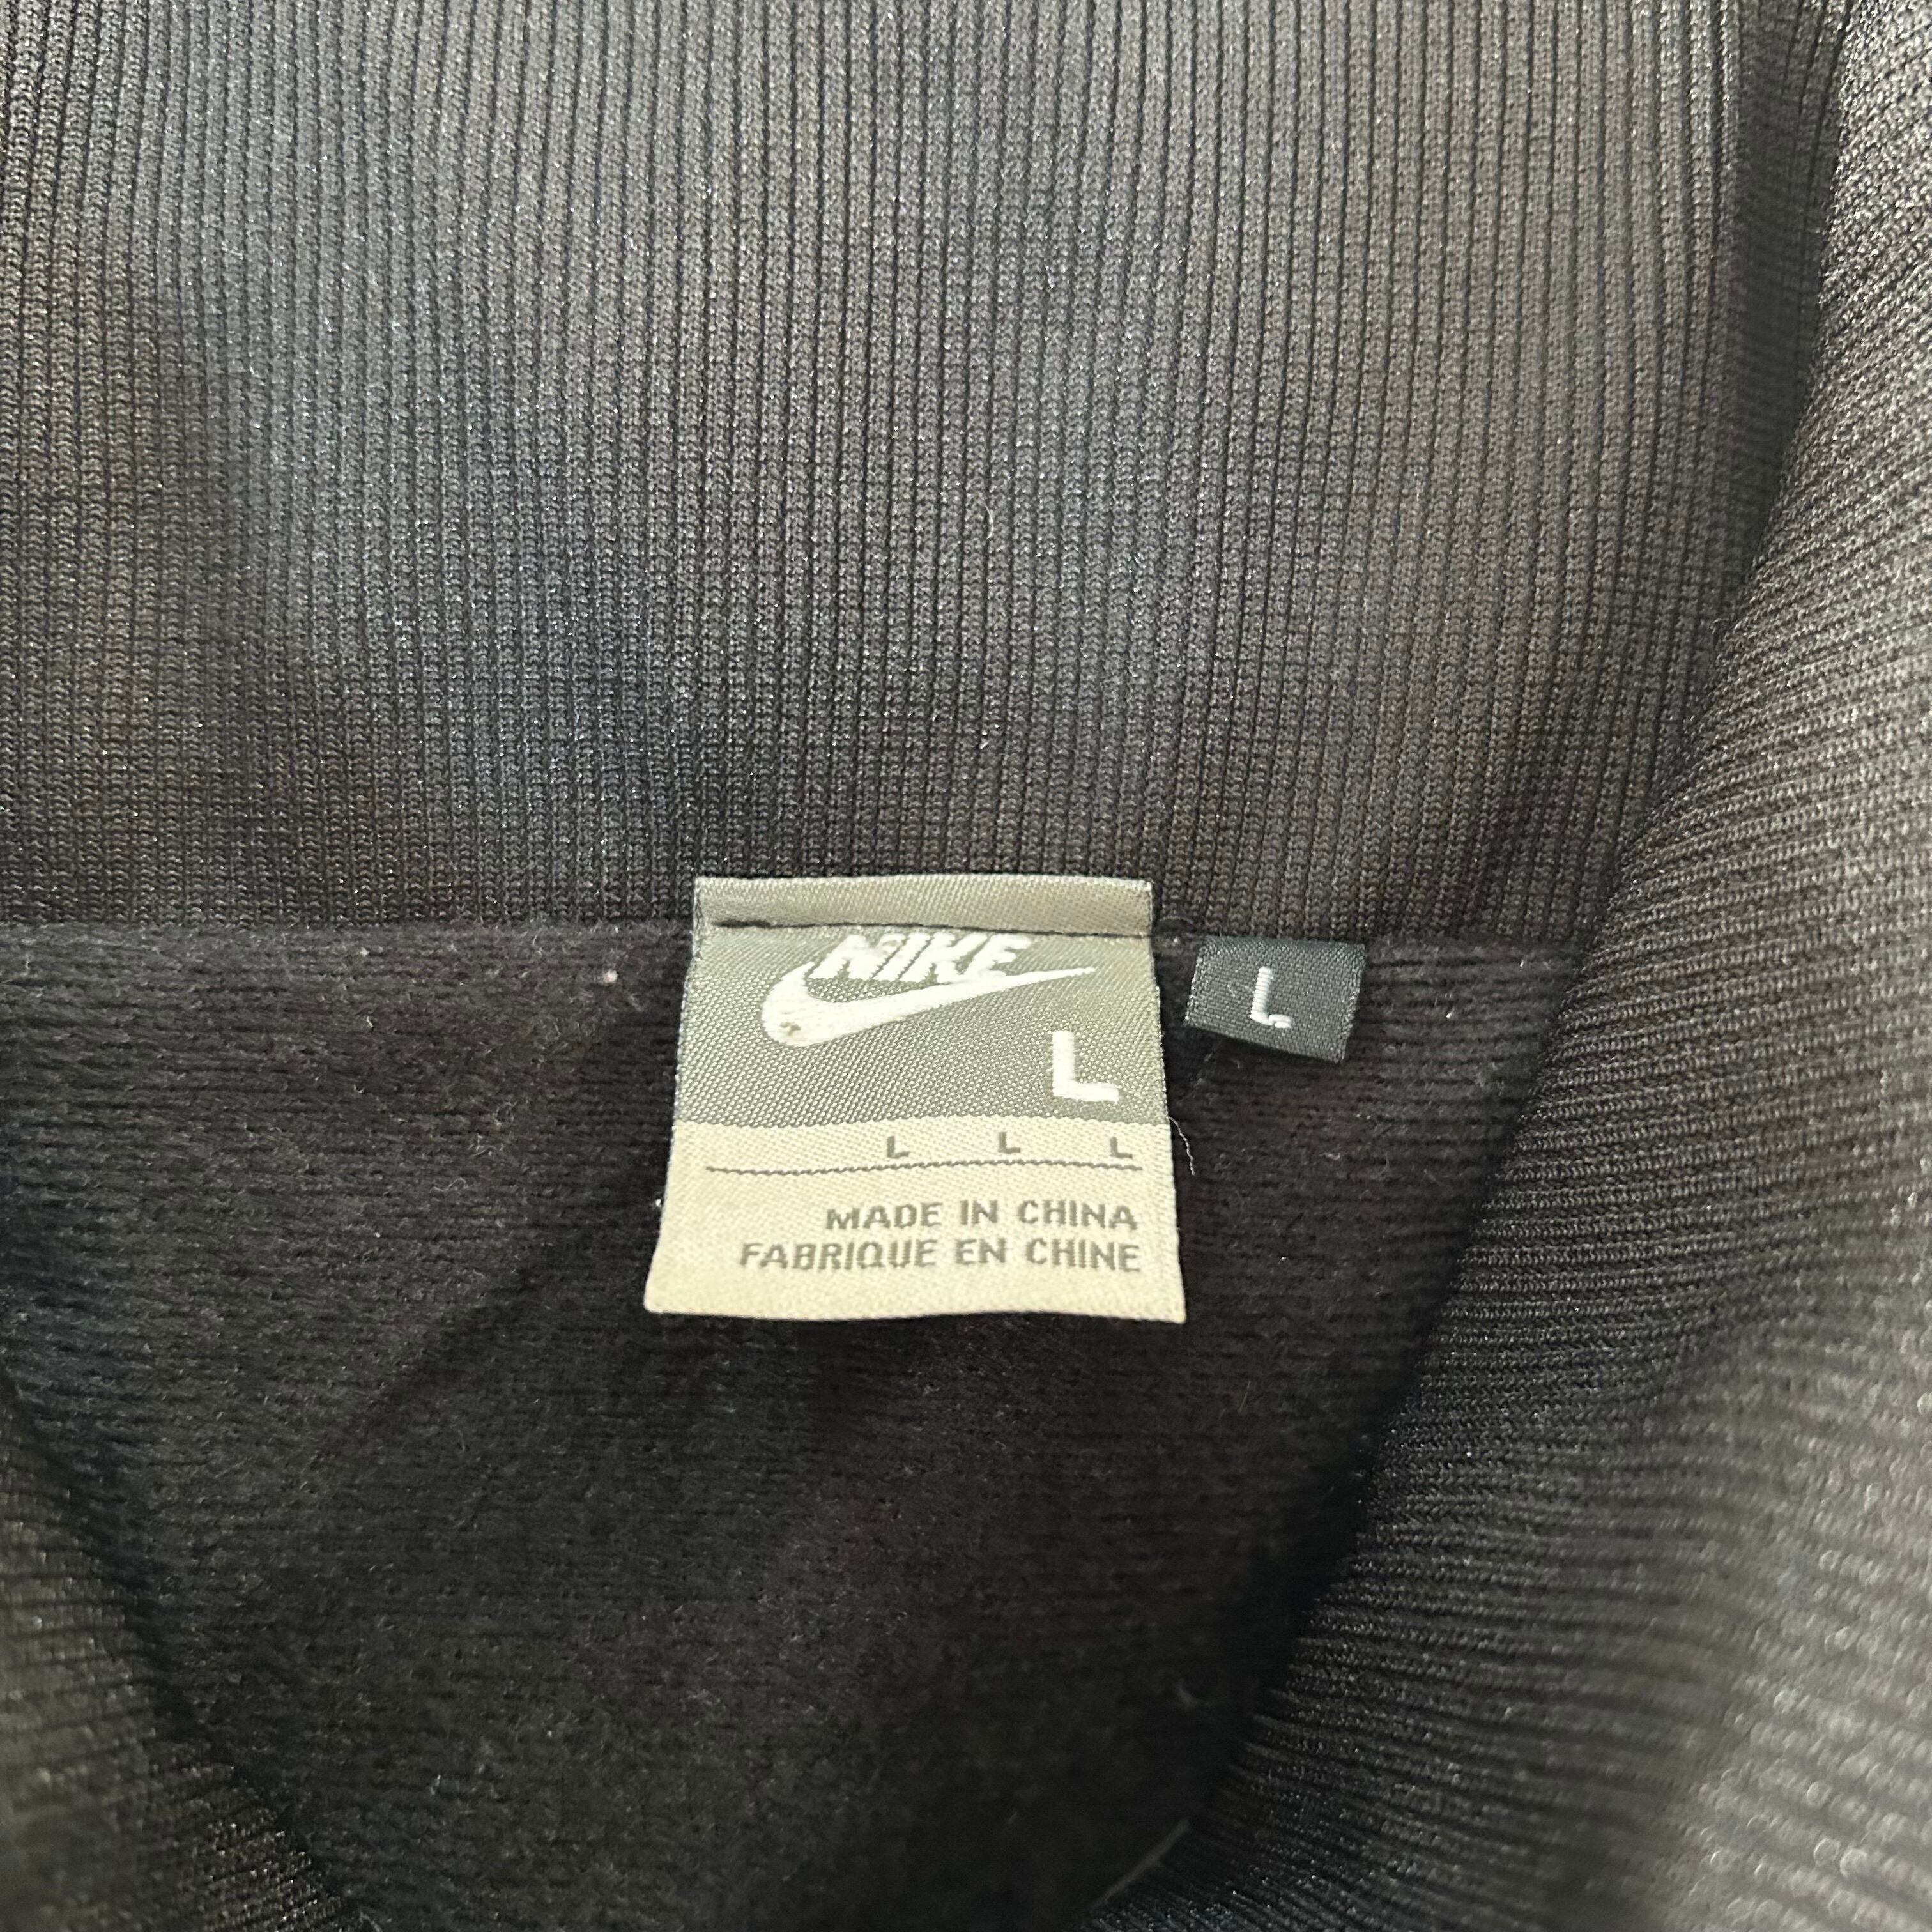 NIKE
L
L
L L L
MADE IN CHINA
FABRIQUE EN CHINE